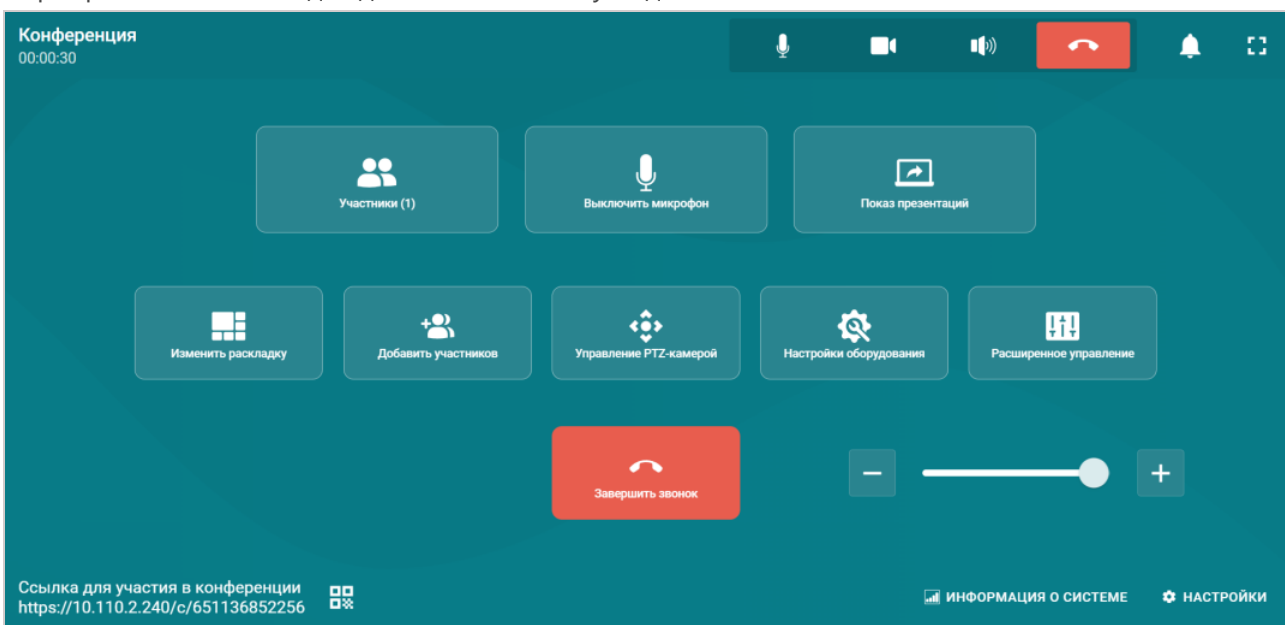 Конференция
00:00:30
Участники (1)
Выключить микрофон
Показ презентаций
Изменить раскладку
Добавить участников
Управление PTZ-камерой
Настройки оборудования
Расширенное управление
Завершить звонок
Ссылка для участия в конференции
https://10.110.2.240/c/651136852256
ИНФОРМАЦИЯ О СИСТЕМЕ
НАСТРОЙКИ